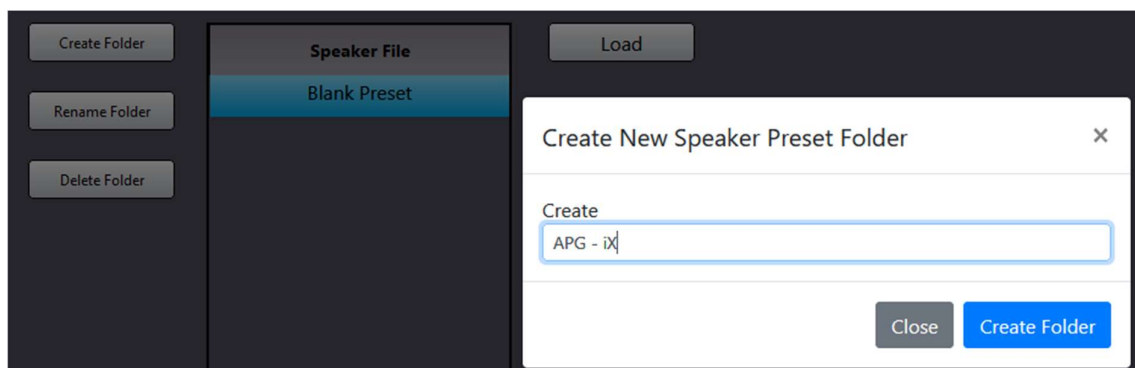 Create Folder
Rename Folder
Delete Folder
Speaker File
Blank Preset
Load
Create New Speaker Preset Folder
×
Create
APG - iX
Close
Create Folder